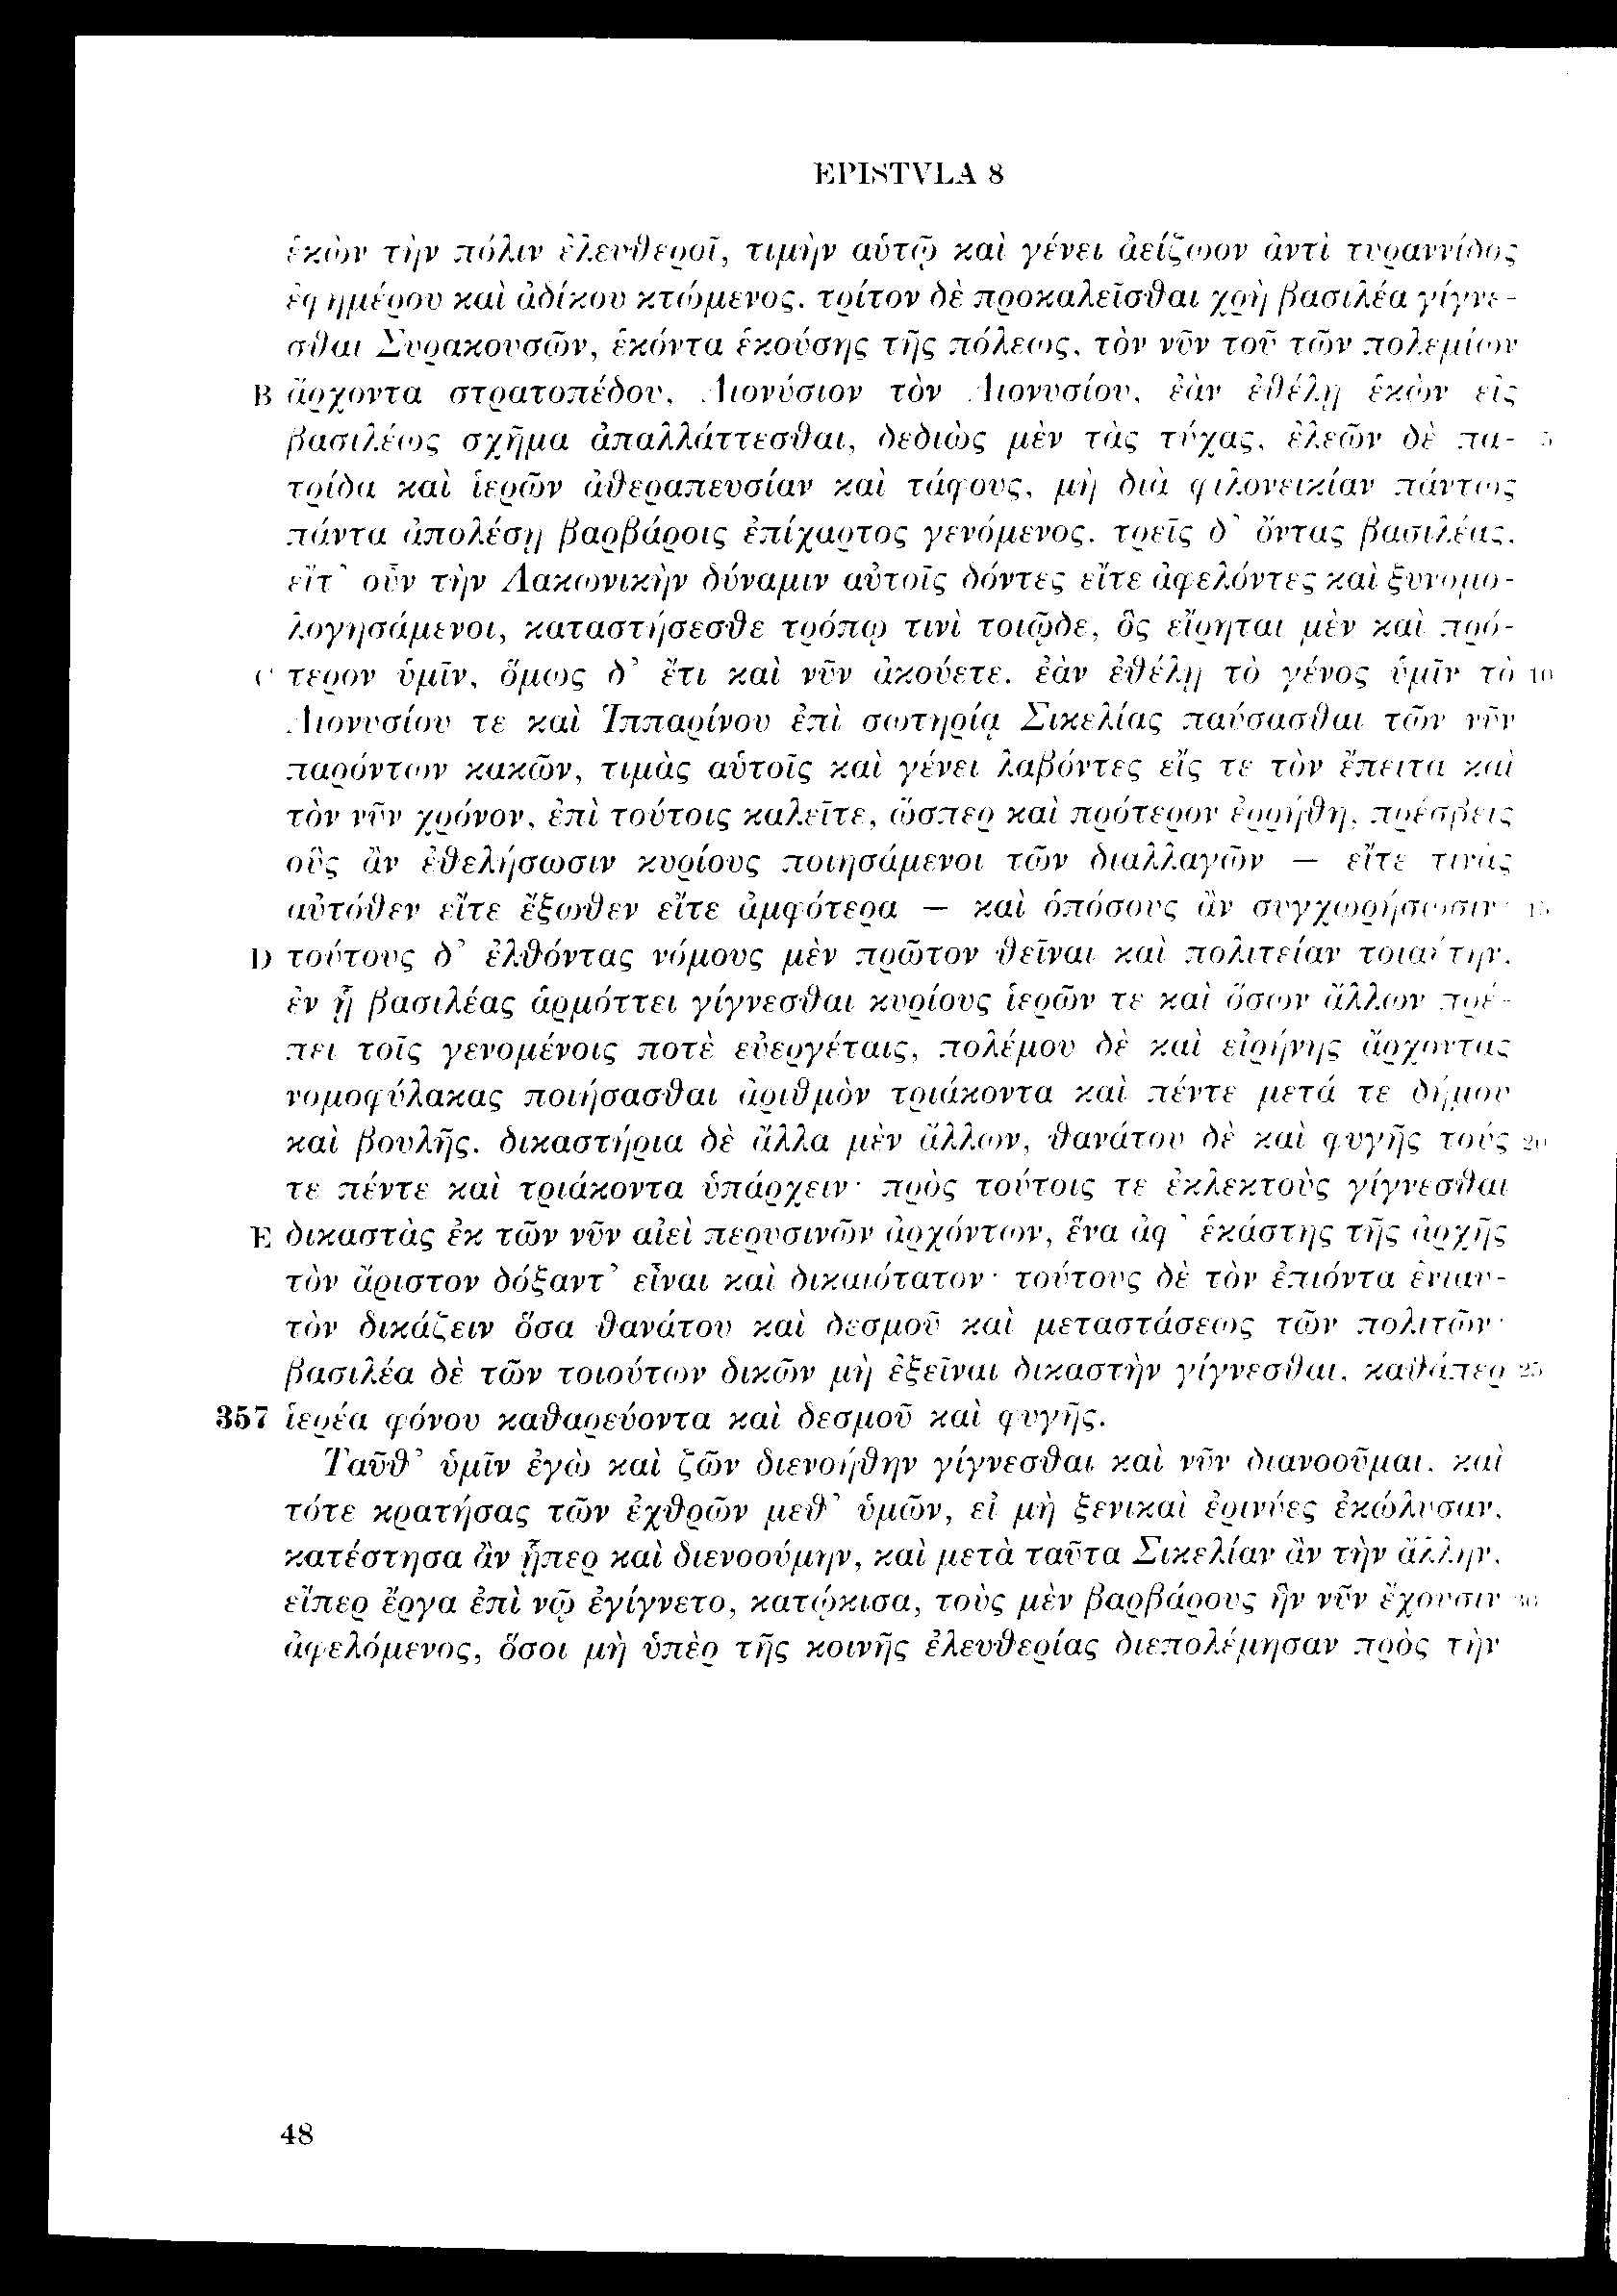 EPISTVLA 8
ἑκὼν τὴν πόλιν ἐλευθεροῖ, τιμὴν αὑτῷ καὶ γένει ἀείζωον ἀντὶ τυραννίδος
ἐφημέρου καὶ ἀδίκου κτώμενος. τρίτον δὲ προκαλεῖσθαι χρὴ βασιλέα γίγνε-
σθαι Συρακουσῶν, ἑκόντα ἑκούσης τῆς πόλεως, τὸν νῦν τοῦ τῶν πολεμίων
B ἄρχοντα στρατοπέδου, Διονύσιον τὸν Διονυσίου, ἐὰν ἐθέλῃ ἑκὼν εἰς
βασιλέως σχῆμα ἀπαλλάττεσθαι, δεδιὼς μὲν τὰς τύχας, ἐλεῶν δὲ πα- 5
τρίδα καὶ ἱερῶν ἀθεραπευσίαν καὶ τάφους, μὴ διὰ φιλονεικίαν πάντως
πάντα ἀπολέσῃ βαρβάροις ἐπίχαρτος γενόμενος. τρεῖς δ’ ὄντας βασιλέας,
εἴτ’ οὖν τὴν Λακωνικὴν δύναμιν αὐτοῖς δόντες εἴτε ἀφελόντες καὶ ξυνομο-
λογησάμενοι, καταστήσεσθε τρόπῳ τινὶ τοιῷδε, ὃς εἴρηται μὲν καὶ πρό-
C τερον ὑμῖν, ὅμως δ’ ἔτι καὶ νῦν ἀκούετε. ἐὰν ἐθέλῃ τὸ γένος ὑμῖν τὸ 10
Διονυσίου τε καὶ Ἱππαρίνου ἐπὶ σωτηρίᾳ Σικελίας παύσασθαι τῶν νῦν
παρόντων κακῶν, τιμὰς αὑτοῖς καὶ γένει λαβόντες εἴς τε τὸν ἔπειτα καὶ
τὸν νῦν χρόνον, ἐπὶ τούτοις καλεῖτε, ὥσπερ καὶ πρότερον ἐρρήθη, πρέσβεις
οὓς ἂν ἐθελήσωσιν κυρίους ποιησάμενοι τῶν διαλλαγῶν — εἴτε τινὰς
αὐτόθεν εἴτε ἔξωθεν εἴτε ἀμφότερα — καὶ ὁπόσους ἂν συγχωρήσωσιν· 15
D τούτους δ’ ἐλθόντας νόμους μὲν πρῶτον θεῖναι καὶ πολιτείαν τοιαύτην,
ἐν ᾗ βασιλέας ἁρμόττει γίγνεσθαι κυρίους ἱερῶν τε καὶ ὅσων ἄλλων πρέ-
πει τοῖς γενομένοις ποτὲ εὐεργέταις, πολέμου δὲ καὶ εἰρήνης ἄρχοντας
νομοφύλακας ποιήσασθαι ἀριθμὸν τριάκοντα καὶ πέντε μετά τε δήμου
καὶ βουλῆς. δικαστήρια δὲ ἄλλα μὲν ἄλλων, θανάτου δὲ καὶ φυγῆς τούς 20
τε πέντε καὶ τριάκοντα ὑπάρχειν· πρὸς τούτοις τε ἐκλεκτοὺς γίγνεσθαι
E δικαστὰς ἐκ τῶν νῦν αἰεὶ περυσινῶν ἀρχόντων, ἕνα ἀφ’ ἑκάστης τῆς ἀρχῆς
τὸν ἄριστον δόξαντ’ εἶναι καὶ δικαιότατον· τούτους δὲ τὸν ἐπιόντα ἐνιαυ-
τὸν δικάζειν ὅσα θανάτου καὶ δεσμοῦ καὶ μεταστάσεως τῶν πολιτῶν·
βασιλέα δὲ τῶν τοιούτων δικῶν μὴ ἐξεῖναι δικαστὴν γίγνεσθαι, καθάπερ 25
357 ἱερέα φόνου καθαρεύοντα καὶ δεσμοῦ καὶ φυγῆς.
Ταῦθ’ ὑμῖν ἐγὼ καὶ ζῶν διενοήθην γίγνεσθαι καὶ νῦν διανοοῦμαι. καὶ
τότε κρατήσας τῶν ἐχθρῶν μεθ’ ὑμῶν, εἰ μὴ ξενικαὶ ἐρινύες ἐκώλυσαν,
κατέστησα ἂν ᾗπερ καὶ διενοούμην, καὶ μετὰ ταῦτα Σικελίαν ἂν τὴν ἄλλην,
εἴπερ ἔργα ἐπὶ νῷ ἐγίγνετο, κατῴκισα, τοὺς μὲν βαρβάρους ἣν νῦν ἔχουσιν 30
ἀφελόμενος, ὅσοι μὴ ὑπὲρ τῆς κοινῆς ἐλευθερίας διεπολέμησαν πρὸς τὴν
48